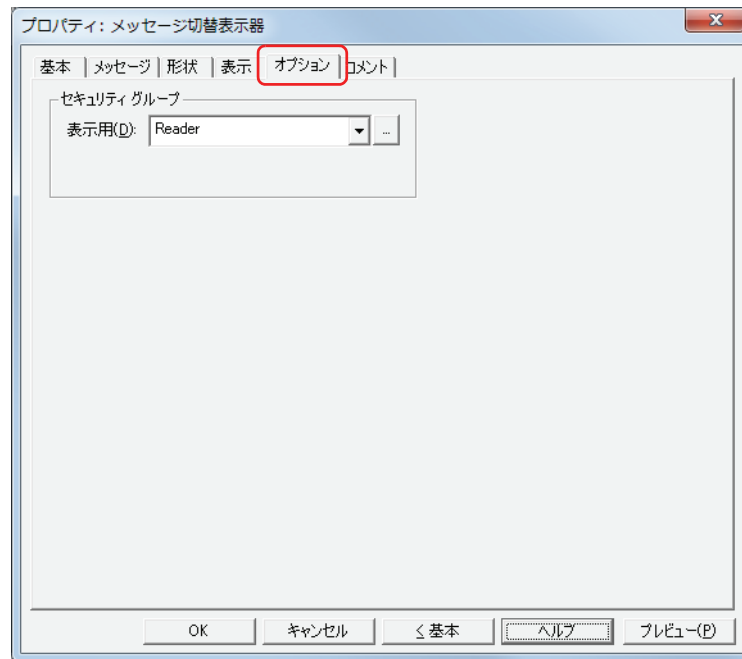 プロパティ: メッセージ切替表示器
x
基本 メッセージ 形状 表示 オプション コメント
セキュリティ グループ
表示用(D): Reader ...
OK キャンセル < 基本 ヘルプ プレビュー(P)